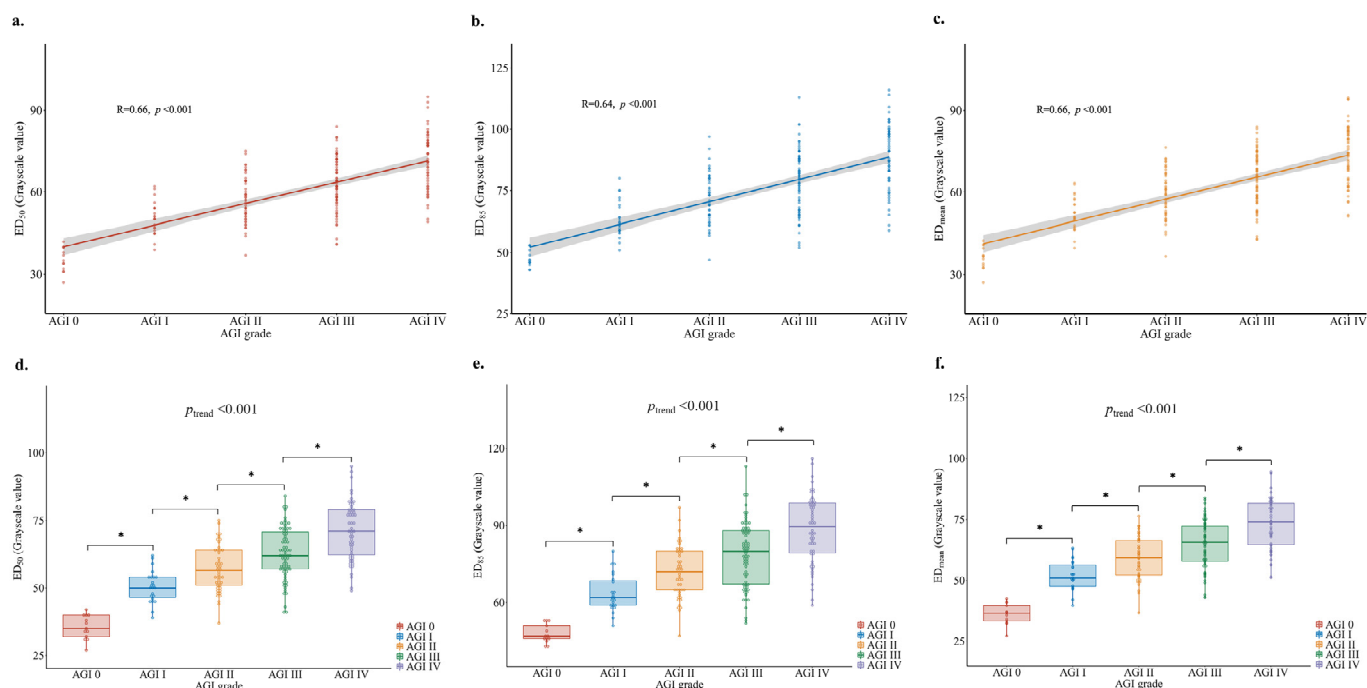 a.
ED50 (Grayscale value)
90
60
30
R=0.66, p <0.001
AGI 0 AGI I AGI II AGI III AGI IV
AGI grade
b.
ED85 (Grayscale value)
125
100
75
50
25
R=0.64, p <0.001
AGI 0 AGI I AGI II AGI III AGI IV
AGI grade
c.
EDmean (Grayscale value)
90
60
30
R=0.66, p <0.001
AGI 0 AGI I AGI II AGI III AGI IV
AGI grade
d.
ED50 (Grayscale value)
100
75
50
25
ptrend <0.001
* * * *
AGI 0 AGI I AGI II AGI III AGI IV
AGI grade
AGI 0
AGI I
AGI II
AGI III
AGI IV
e.
ED85 (Grayscale value)
120
90
60
ptrend <0.001
* * * *
AGI 0 AGI I AGI II AGI III AGI IV
AGI grade
AGI 0
AGI I
AGI II
AGI III
AGI IV
f.
EDmean (Grayscale value)
125
100
75
50
25
ptrend <0.001
* * * *
AGI 0 AGI I AGI II AGI III AGI IV
AGI grade
AGI 0
AGI I
AGI II
AGI III
AGI IV